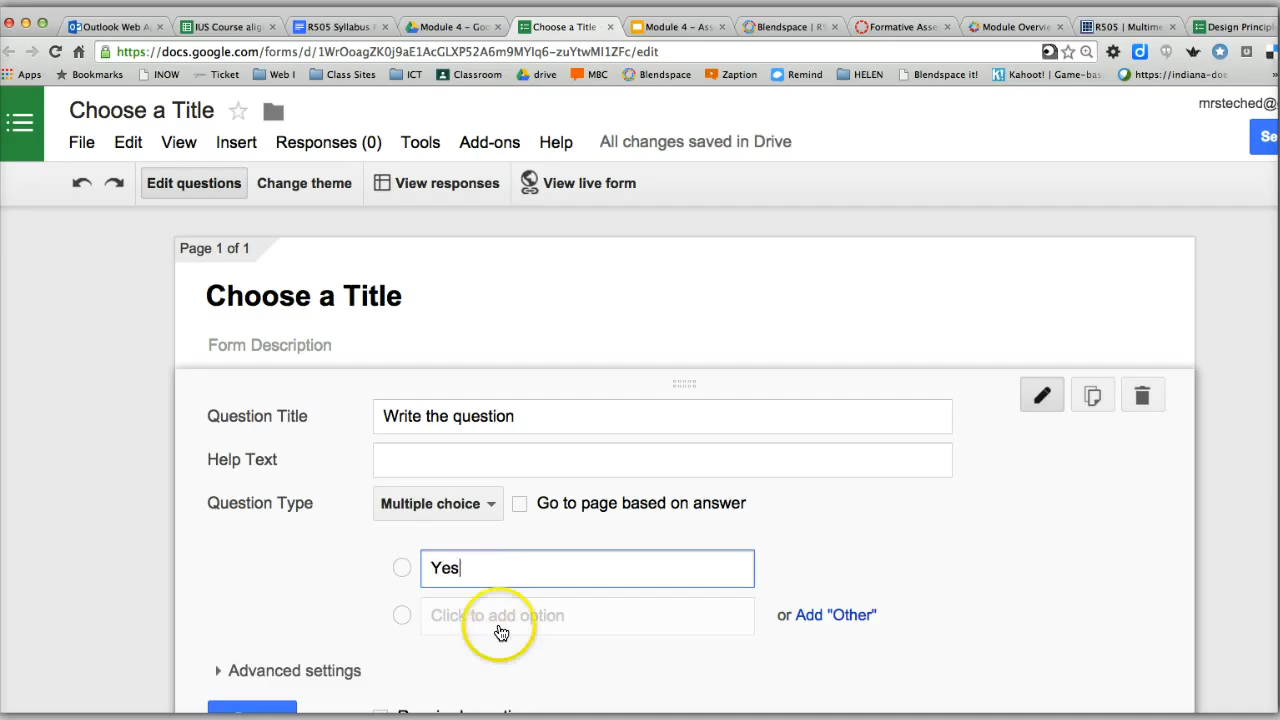 Outlook Web A
IUS Course alig
R505 Syllabus F
Module 4 – Goo
Choose a Title
Module 4 – Ass
Blendspace | R5
Formative Asse
Module Overvie
R505 | Multime
Design Principl
https://docs.google.com/forms/d/1WrOoagZK0j9aE1AcGLXP52A6m9MYlq6-zuYtwMl1ZFc/edit
Apps Bookmarks INOW Ticket Web I Class Sites ICT Classroom drive MBC Blendspace Zaption Remind HELEN Blendspace it! Kahoot! | Game-bas https://indiana-doe
Choose a Title
mrsteched@
File Edit View Insert Responses (0) Tools Add-ons Help All changes saved in Drive
Se
Edit questions Change theme View responses View live form
Page 1 of 1
Choose a Title
Form Description
Question Title Write the question
Help Text
Question Type Multiple choice Go to page based on answer
Yes
Click to add option or Add "Other"
Advanced settings